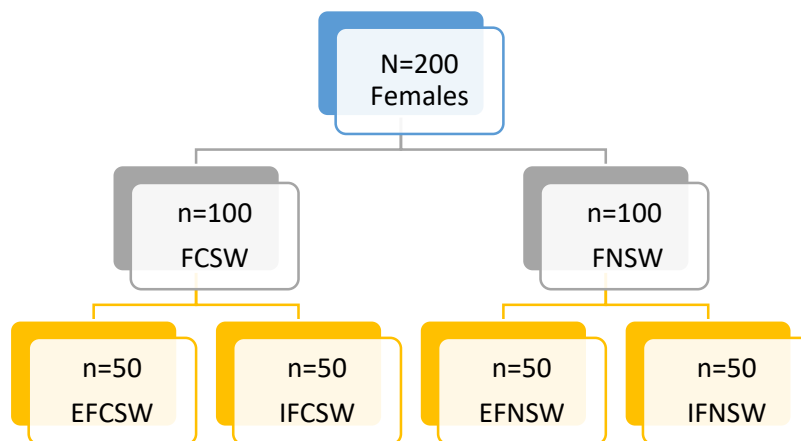 N=200
Females
n=100
FCSW
n=100
FNSW
n=50
EFCSW
n=50
IFCSW
n=50
EFNSW
n=50
IFNSW